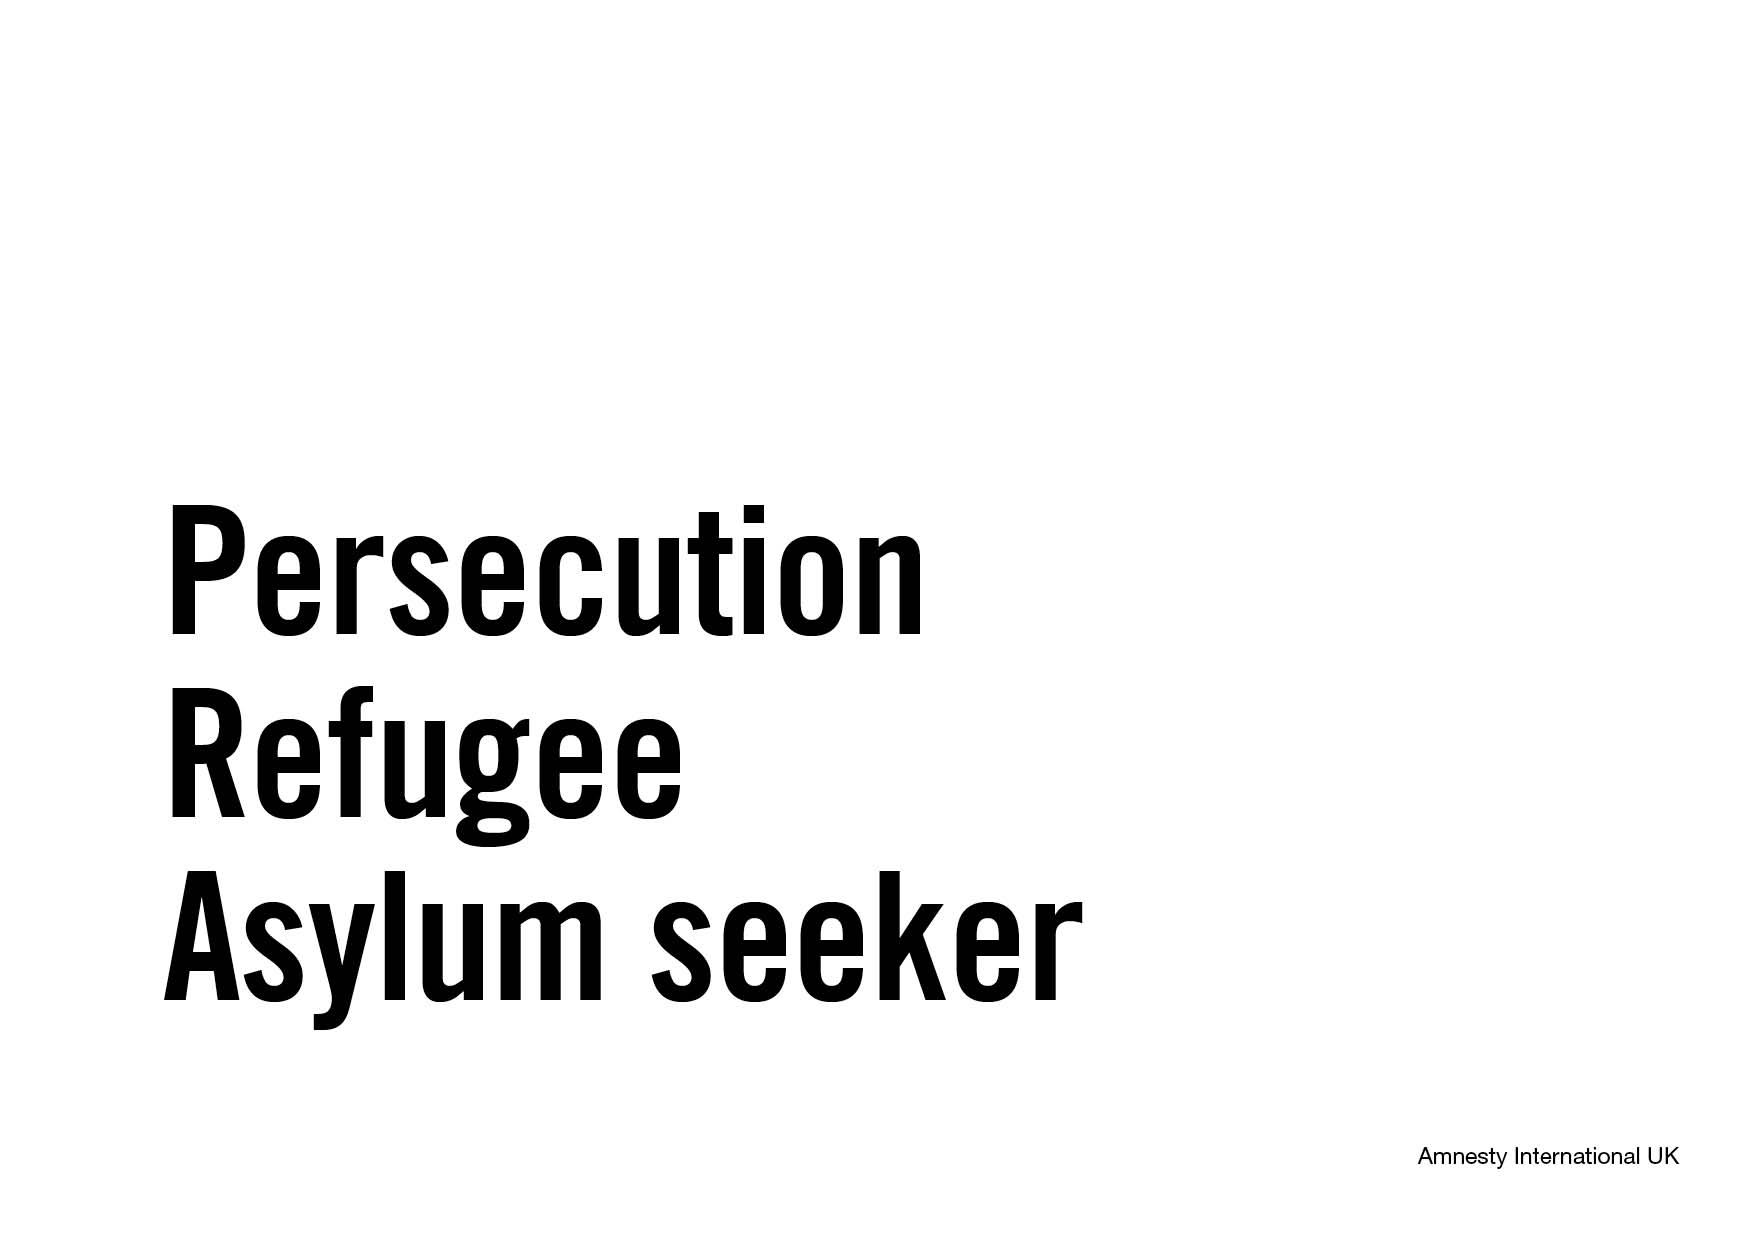 Persecution
Refugee
Asylum seeker
Amnesty International UK